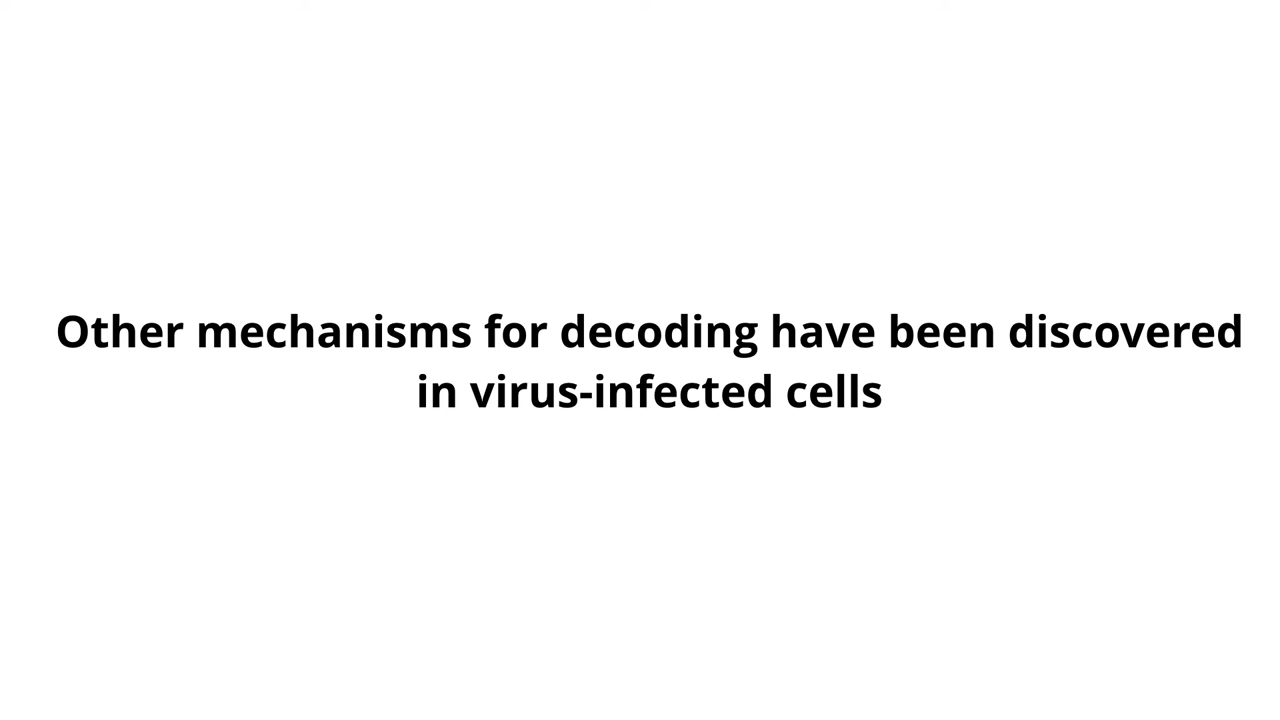 Other mechanisms for decoding have been discovered
in virus-infected cells